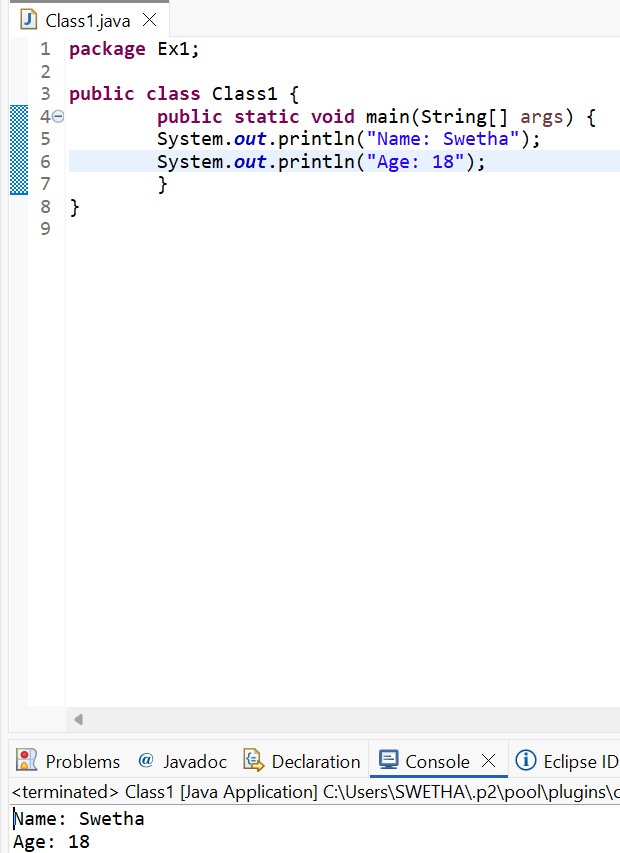 Class1.java
1 package Ex1;
2
3 public class Class1 {
4 public static void main(String[] args) {
5 System.out.println("Name: Swetha");
6 System.out.println("Age: 18");
7 }
8 }
9
Problems @ Javadoc Declaration Console Eclipse ID
<terminated> Class1 [Java Application] C:\Users\SWETHA\.p2\pool\plugins\
Name: Swetha
Age: 18